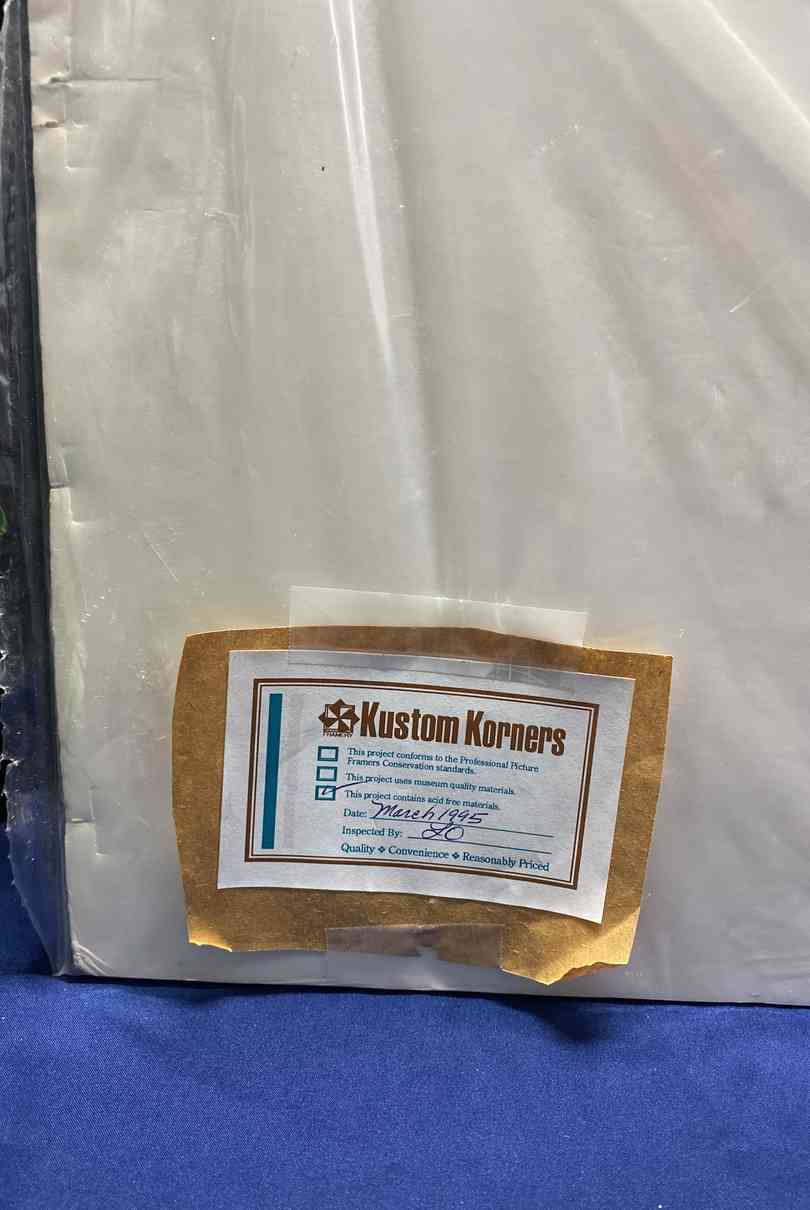 Kustom Korners
FRAMERY
This project conforms to the Professional Picture
Framers Conservation standards.
This project uses museum quality materials.
This project contains acid free materials.
Date: March 1995
Inspected By: LO
Quality ❖ Convenience ❖ Reasonably Priced